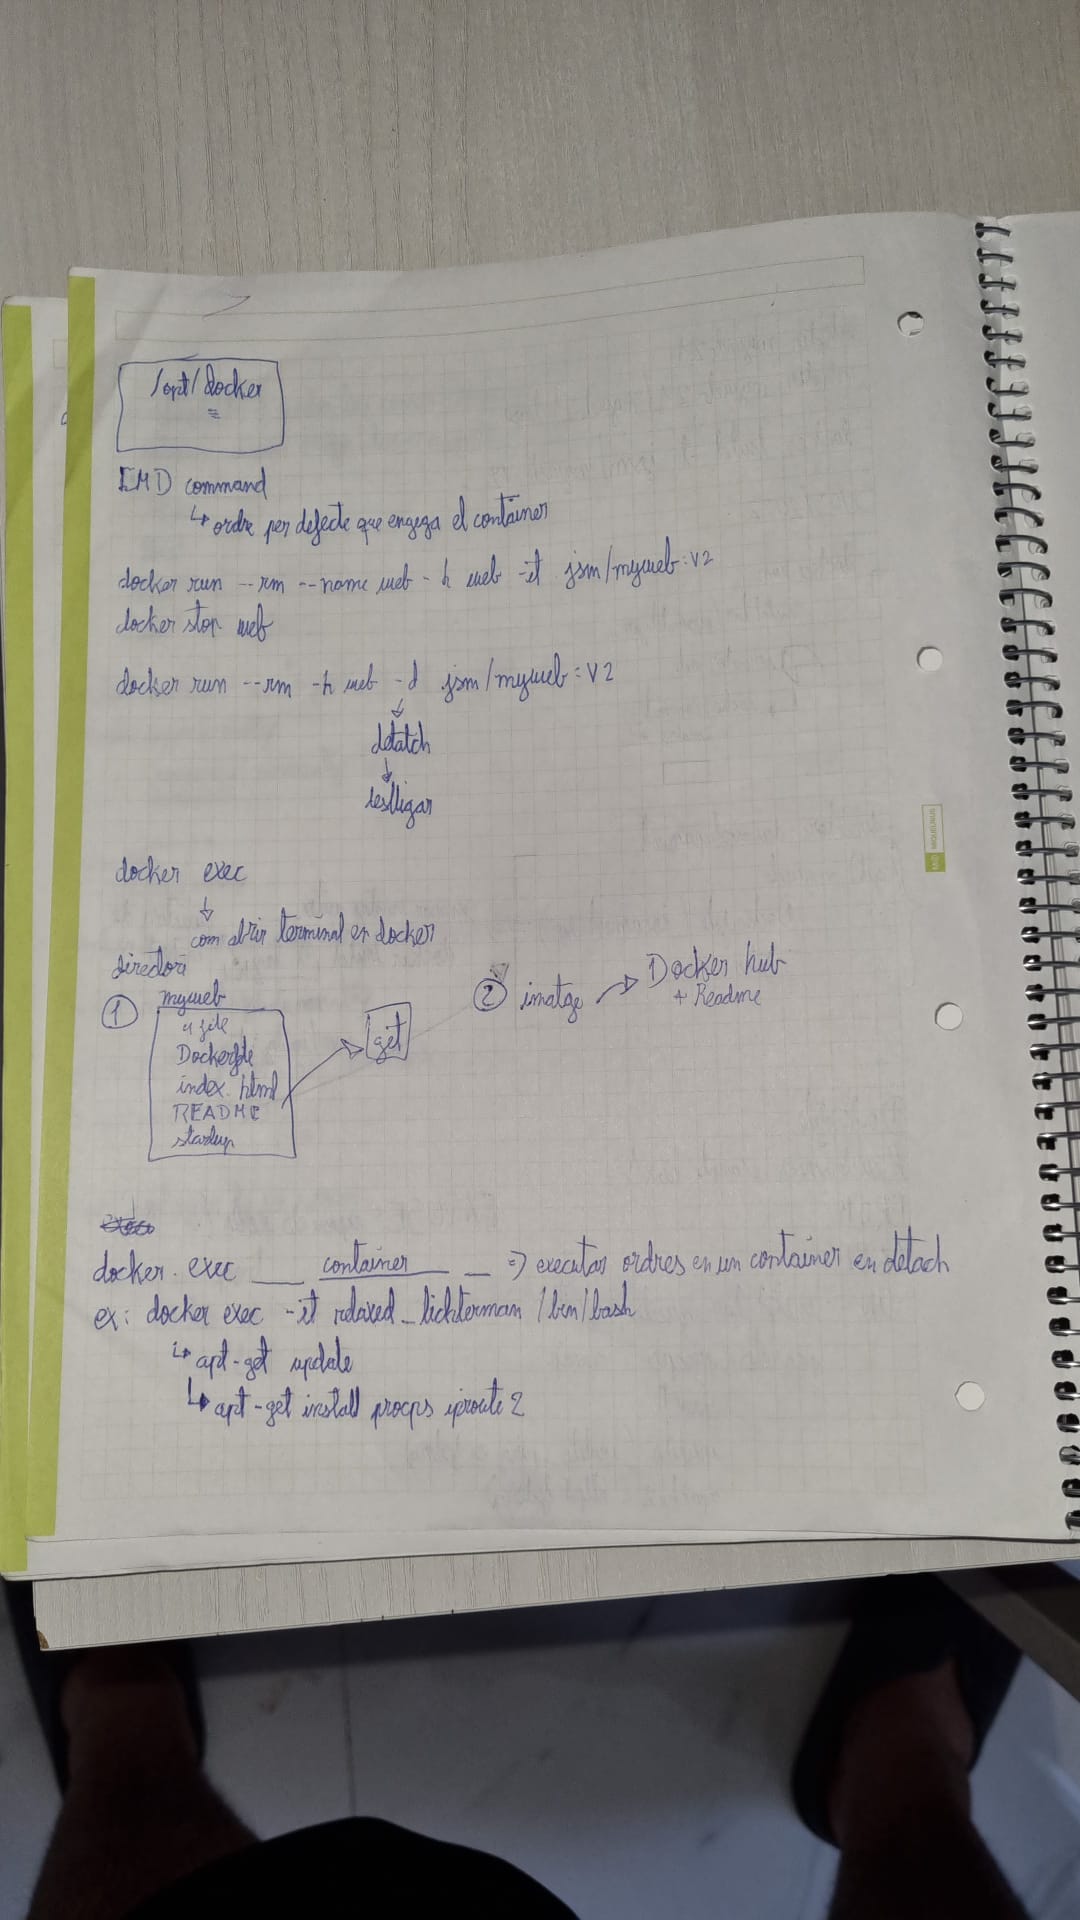 /opt/docker
CMD command
↳ ordre per defecte que engega el container
docker run --rm --name web -h web -it jsm/myweb:v2
docker stop web
docker run --rm -h web -d jsm/myweb:v2
detatch
deslligar
docker exec
com obrir terminal en docker
directori
① myweb
4 file
Dockerfile
index.html
README
startup
get
② imatge → Docker hub
+ Readme
docker exec ___ container _ => executas ordres en un container en detach
ex: docker exec -it relaxed_lichterman /bin/bash
↳ apt-get update
↳ apt-get install procps iproute2